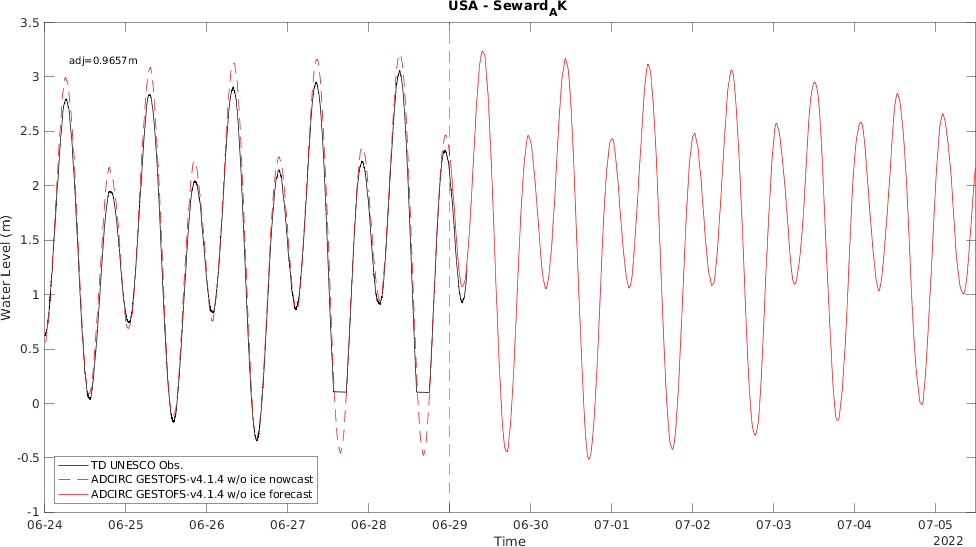 USA - Seward_AK
adj=0.9657m
Water Level (m)
3.5
3
2.5
2
1.5
1
0.5
0
-0.5
-1
TD UNESCO Obs.
ADCIRC GESTOFS-v4.1.4 w/o ice nowcast
ADCIRC GESTOFS-v4.1.4 w/o ice forecast
06-24 06-25 06-26 06-27 06-28 06-29 06-30 07-01 07-02 07-03 07-04 07-05
Time
2022